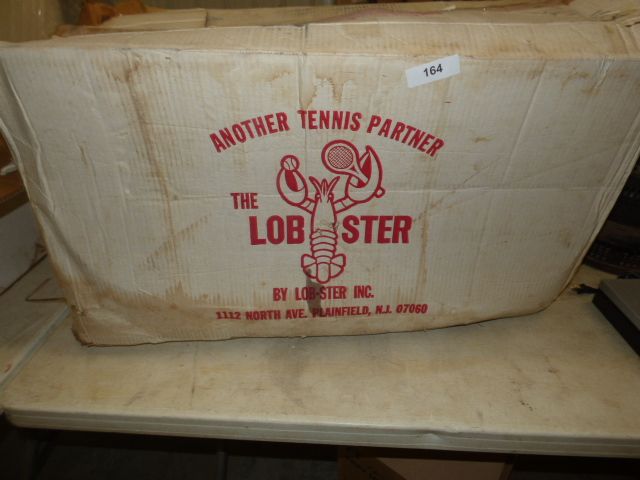 164
ANOTHER TENNIS PARTNER
THE
LOB STER
BY LOB-STER INC.
1112 NORTH AVE. PLAINFIELD, N.J. 07060